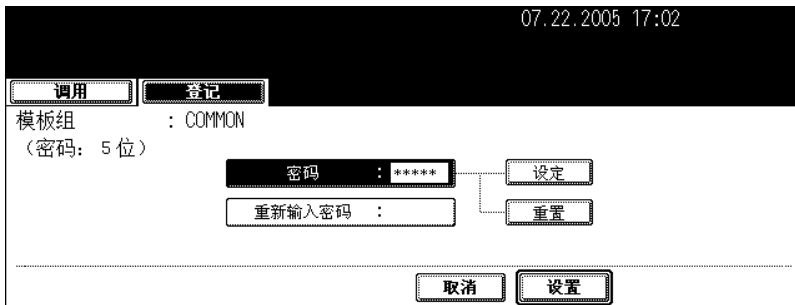 07.22.2005 17:02
调用 登记
模板组 : COMMON
（密码: 5位）
密码 : ***** 设定
重新输入密码 : 重置
取消 设置